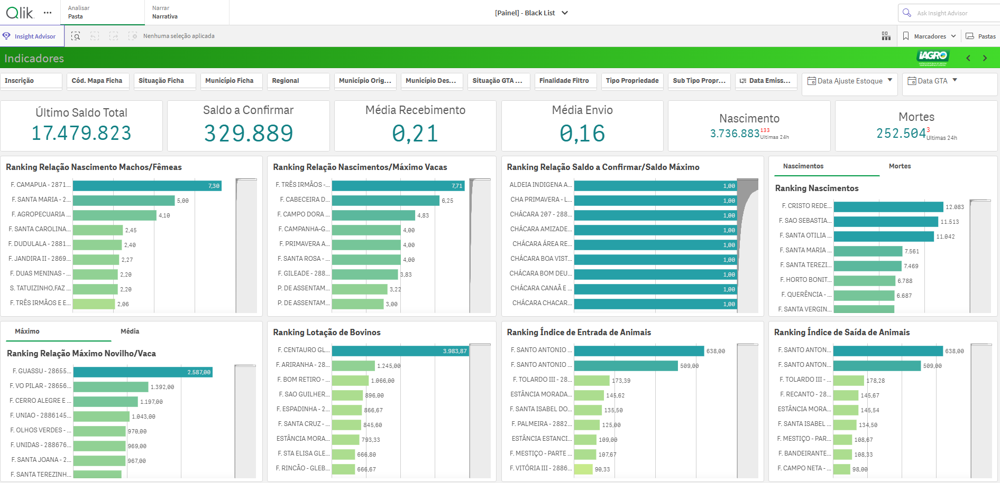 Qlik
Analisar
Pasta
Narrar
Narrativa
[Painel] - Black List
Ask Insight Advisor
Insight Advisor
Nenhuma seleção aplicada
Marcadores
Pastas
Indicadores
iAGRO
Inscrição
Cód. Mapa Ficha
Situação Ficha
Município Ficha
Regional
Município Orig...
Município Des...
Situação GTA ...
Finalidade Filtro
Tipo Propriedade
Sub Tipo Propr...
Data Emiss...
Data Ajuste Estoque
Data GTA
Último Saldo Total
17.479.823
Saldo a Confirmar
329.889
Média Recebimento
0,21
Média Envio
0,16
Nascimento
3.736.883 133
Ultimas 24h
Mortes
252.504 3
Ultimas 24h
Ranking Relação Nascimento Machos/Fêmeas
F. CAMAPUA - 2871... 7,30
F. SANTA MARIA - 2... 5,00
F. AGROPECUARIA ... 4,10
F. SANTA CAROLINA... 2,45
F. DUDULALA - 2881... 2,40
F. JANDIRA II - 2869... 2,27
F. DUAS MENINAS - ... 2,20
S. TATUIZINHO,FAZ ... 2,20
F. TRÊS IRMÃOS E E... 2,06
Ranking Relação Nascimentos/Máximo Vacas
F. TRÊS IRMÃOS -... 7,71
F. CABECEIRA D... 6,25
F. CAMPO DORA ... 4,83
F. CAMPANHA-G... 4,00
F. PRIMAVERA A... 4,00
F. SANTA ROSA - ... 4,00
F. GILEADE - 288... 3,83
P. DE ASSENTAM... 3,22
P. DE ASSENTAM... 3,00
Ranking Relação Saldo a Confirmar/Saldo Máximo
ALDEIA INDIGENA A... 1,00
CHA PRIMAVERA - L... 1,00
CHÁCARA 207 - 288... 1,00
CHÁCARA AMIZADE... 1,00
CHÁCARA ÁREA RE... 1,00
CHÁCARA BOA VIST... 1,00
CHÁCARA BOM DEU... 1,00
CHÁCARA CANAÃ E ... 1,00
CHÁCARA CHACAR... 1,00
Nascimentos
Mortes
Ranking Nascimentos
F. CRISTO REDE... 12.083
F. SAO SEBASTIA... 11.513
F. SANTA OTILIA ... 11.042
F. SANTA MARIA ... 7.561
F. SANTA TEREZI... 7.469
F. HORTO BONIT... 6.788
F. QUERÊNCIA - ... 6.687
F. SANTA VERGIN...
Máximo
Média
Ranking Relação Máximo Novilho/Vaca
F. GUASSU - 28655... 2.587,00
F. VO PILAR - 28656... 1.392,00
F. CERRO ALEGRE E ... 1.197,00
F. UNIAO - 2886145... 1.043,00
F. OLHOS VERDES - ... 970,00
F. UNIDAS - 288676... 969,00
F. SANTA JOANA - 2... 967,00
F. SANTA TEREZINH...
Ranking Lotação de Bovinos
F. CENTAURO GL... 3.983,87
F. ARIRANHA - 28... 1.245,00
F. BOM RETIRO - ... 1.066,00
F. SAO GUILHER... 896,00
F. ESPADINHA - 2... 866,67
F. SANTA CRUZ - ... 845,60
ESTÂNCIA MORA... 793,33
F. STA ELISA GLE... 666,80
F. RINCÃO - GLEB... 666,67
Ranking Índice de Entrada de Animais
F. SANTO ANTONIO ... 638,00
F. SANTO ANTONIO ... 509,00
F. TOLARDO III - 28... 173,39
ESTÂNCIA MORADA... 145,62
F. SANTA ISABEL DO... 135,50
F. PALMEIRA - 2882... 125,00
ESTÂNCIA ESTANCI... 109,00
F. MESTIÇO - PARTE ... 107,67
F. VITÓRIA III - 2886... 90,33
Ranking Índice de Saída de Animais
F. SANTO ANTON... 638,00
F. SANTO ANTON... 509,00
F. TOLARDO III - ... 178,28
F. RECANTO - 28... 145,67
ESTÂNCIA MORA... 145,54
F. SANTA ISABEL ... 134,50
F. MESTIÇO - PAR... 108,67
F. BANDEIRANTE... 108,33
F. CAMPO NETA - ... 98,00